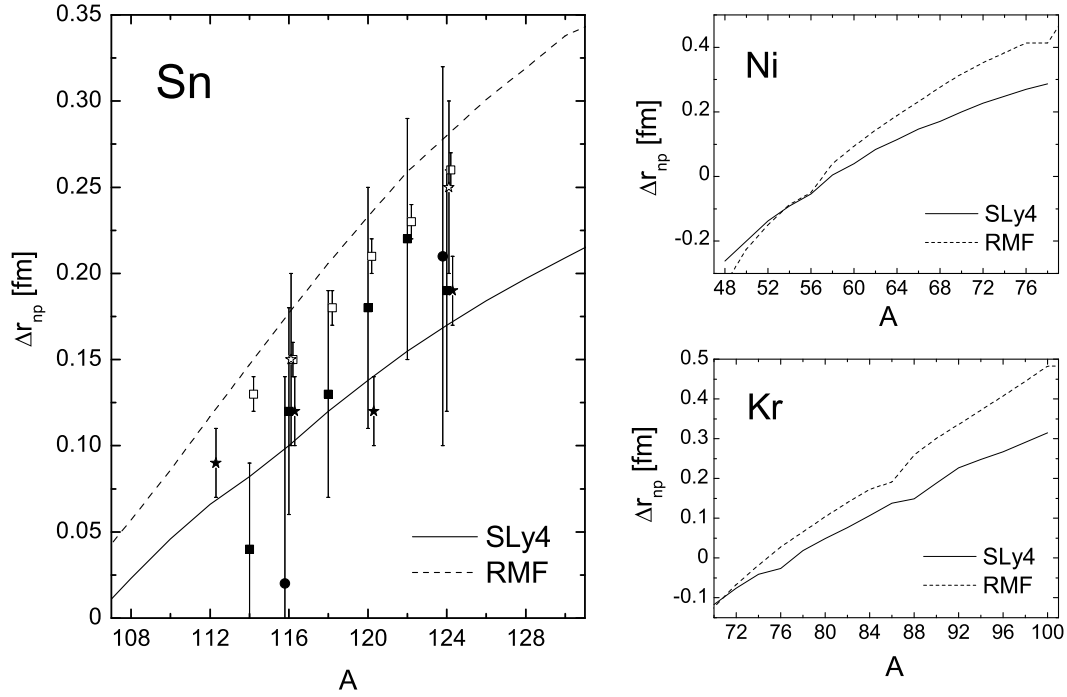 Sn
Δr_np [fm]
0.35
0.30
0.25
0.20
0.15
0.10
0.05
0
108 112 116 120 124 128
A
SLy4
RMF
Ni
Δr_np [fm]
0.4
0.2
0
-0.2
48 52 56 60 64 68 72 76
A
SLy4
RMF
Kr
Δr_np [fm]
0.5
0.4
0.3
0.2
0.1
0
-0.1
72 76 80 84 88 92 96 100
A
SLy4
RMF